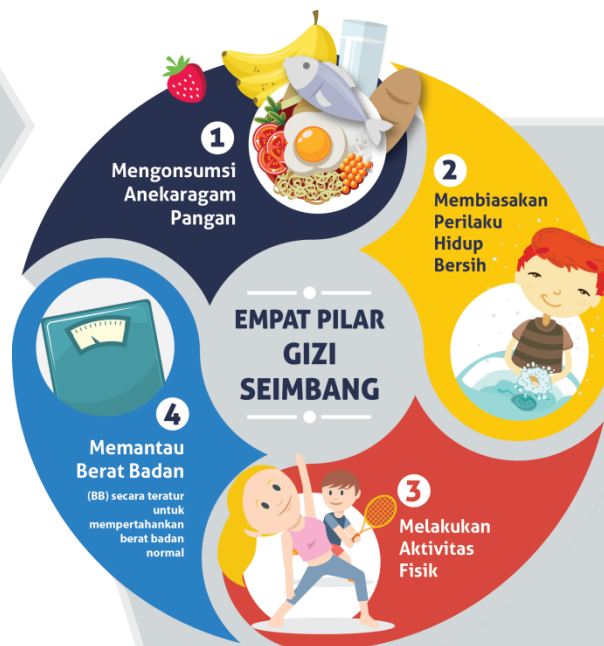 1
Mengonsumsi
Anekaragam
Pangan
2
Membiasakan
Perilaku
Hidup
Bersih
EMPAT PILAR
GIZI
SEIMBANG
3
Melakukan
Aktivitas
Fisik
4
Memantau
Berat Badan
(BB) secara teratur
untuk
mempertahankan
berat badan
normal